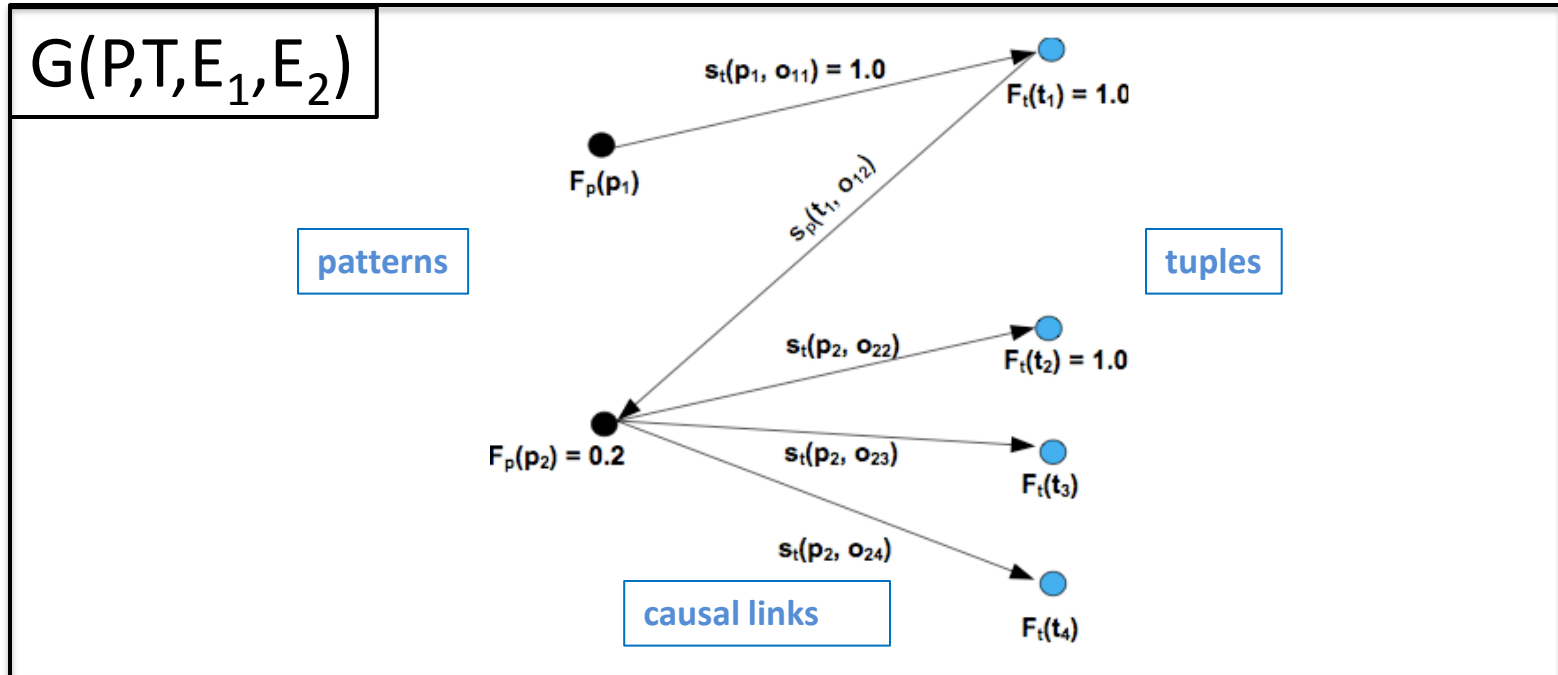 G(P,T,E₁,E₂)
sₜ(p₁, o₁₁) = 1.0
Fₜ(t₁) = 1.0
Fₚ(p₁)
sₚ(t₁, o₁₂)
patterns
tuples
sₜ(p₂, o₂₂)
Fₜ(t₂) = 1.0
Fₚ(p₂) = 0.2
sₜ(p₂, o₂₃)
Fₜ(t₃)
sₜ(p₂, o₂₄)
causal links
Fₜ(t₄)